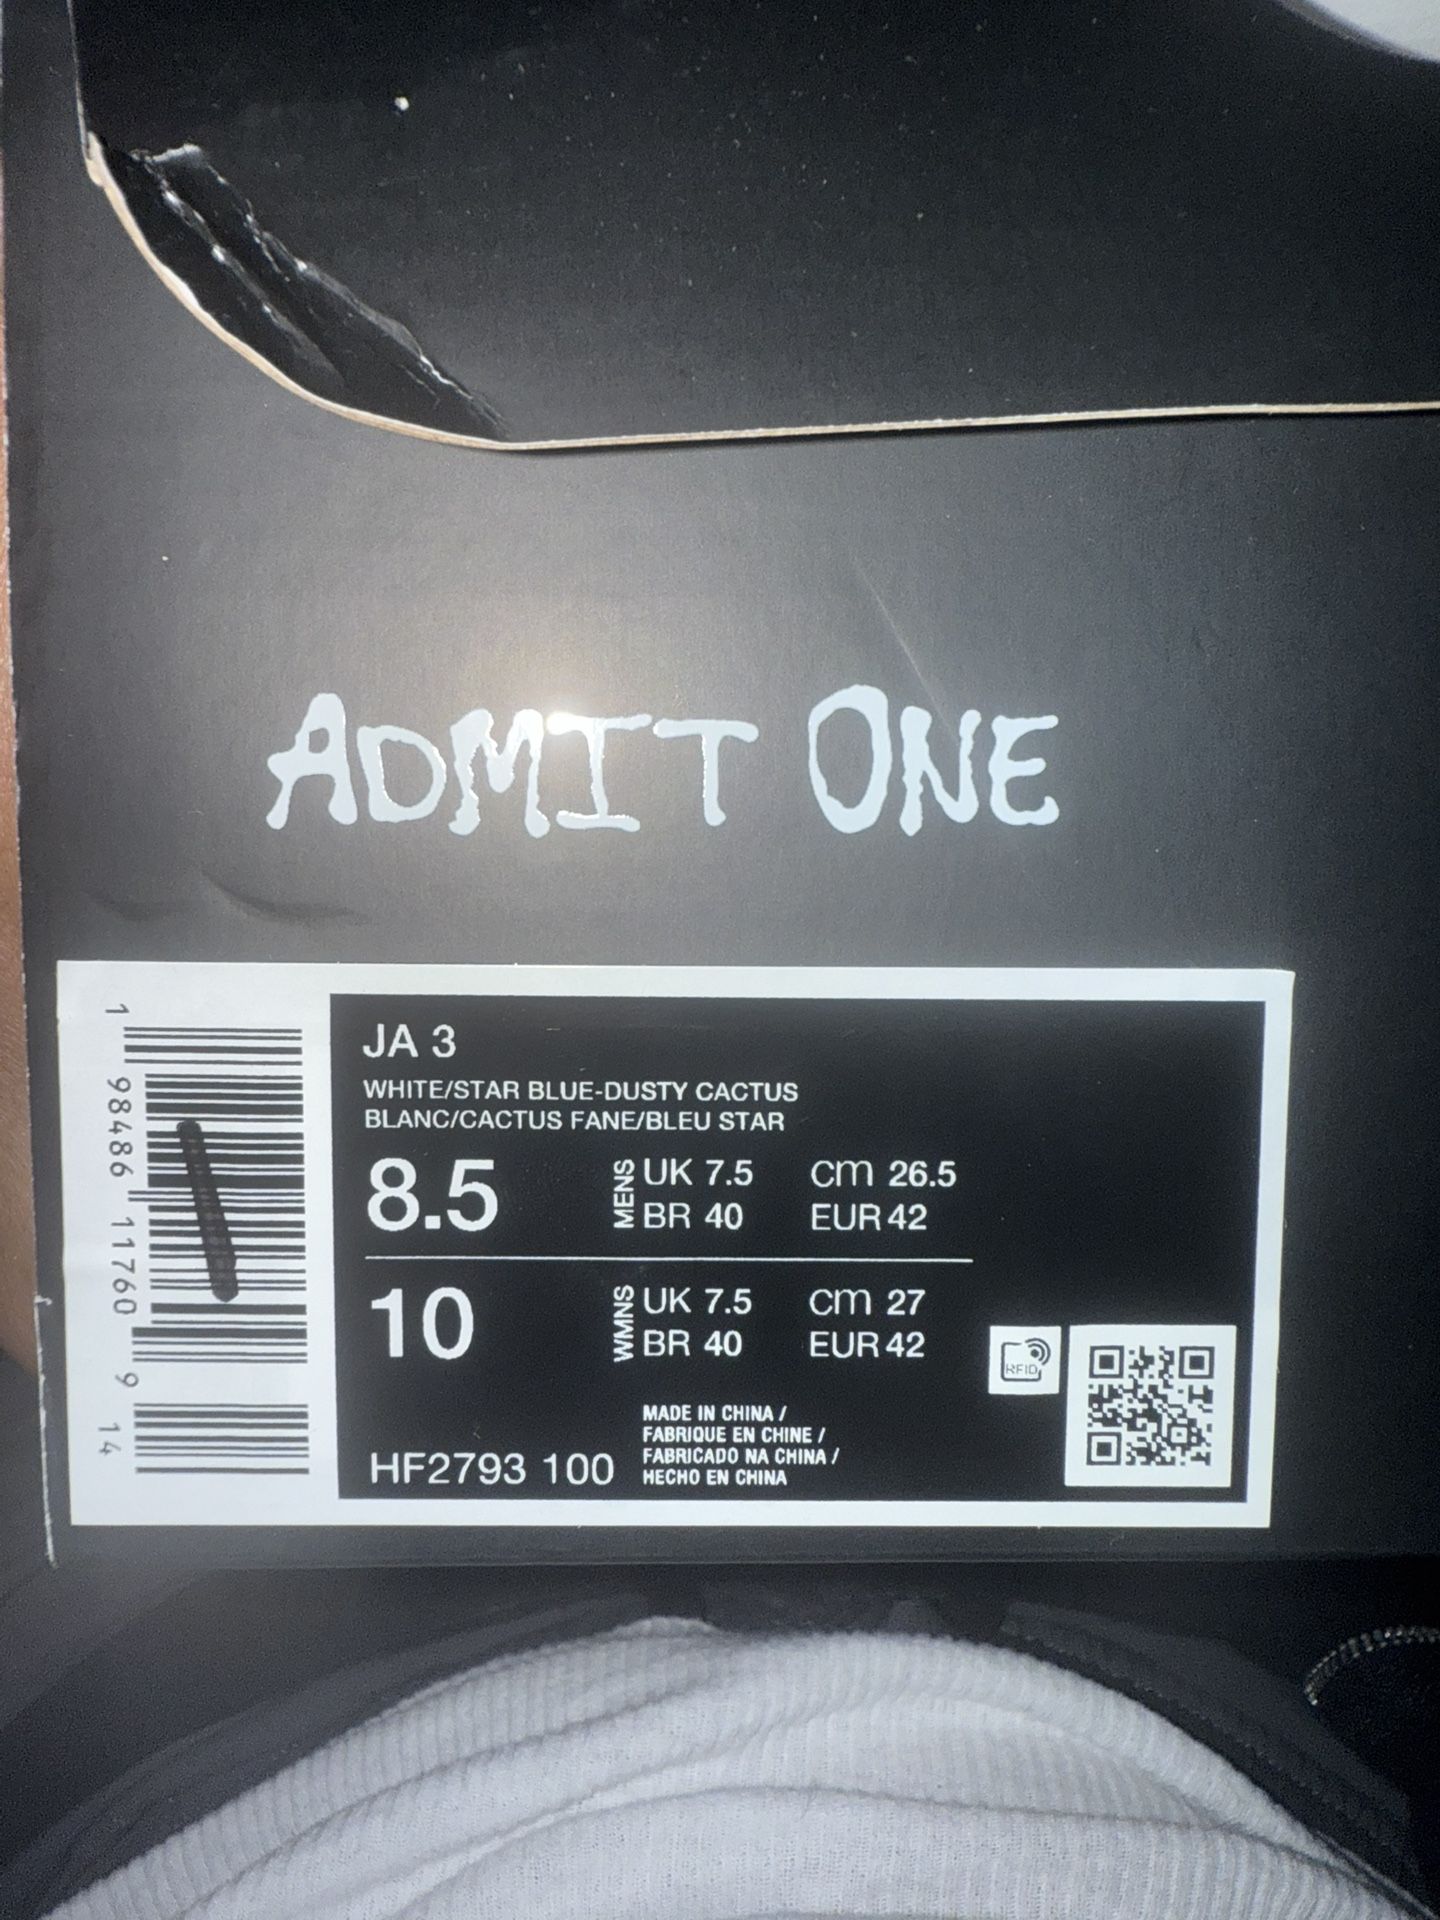 ADMIT ONE
1 98486 11760 9 14
JA 3
WHITE/STAR BLUE-DUSTY CACTUS
BLANC/CACTUS FANE/BLEU STAR
8.5 MENS UK 7.5 cm 26.5
BR 40 EUR 42
10 WMNS UK 7.5 cm 27
BR 40 EUR 42
RFID
MADE IN CHINA /
FABRIQUE EN CHINE /
FABRICADO NA CHINA /
HECHO EN CHINA
HF2793 100